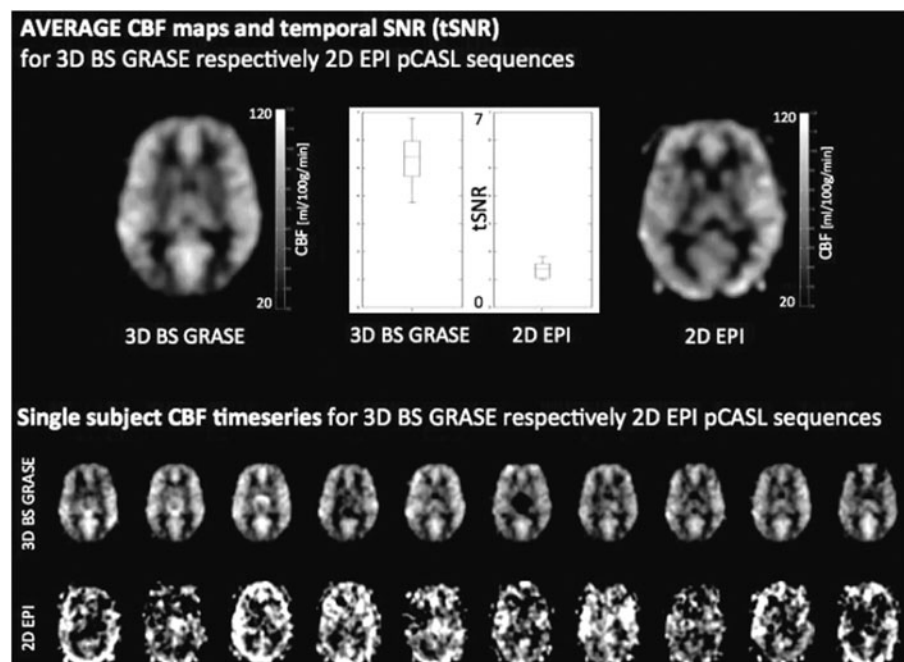 AVERAGE CBF maps and temporal SNR (tSNR)
for 3D BS GRASE respectively 2D EPI pCASL sequences
120
CBF [ml/100g/min]
20
7
tSNR
0
120
CBF [ml/100g/min]
20
3D BS GRASE
3D BS GRASE
2D EPI
2D EPI
Single subject CBF timeseries for 3D BS GRASE respectively 2D EPI pCASL sequences
3D BS GRASE
2D EPI